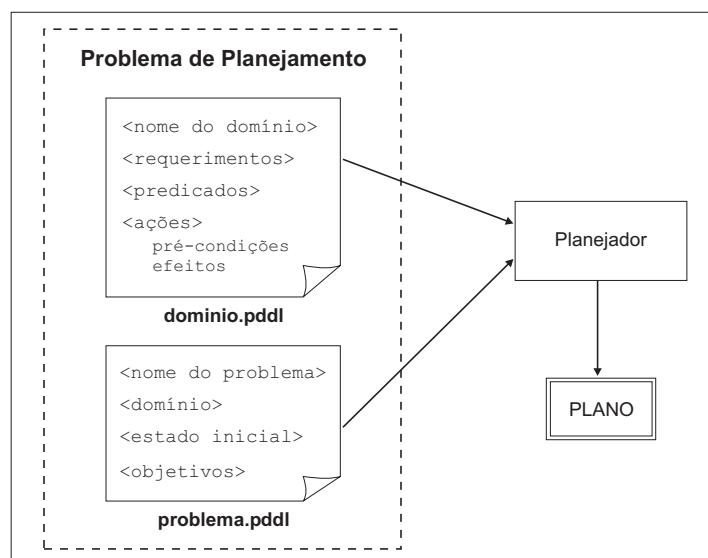 Problema de Planejamento
<nome do domínio>
<requerimentos>
<predicados>
<ações>
pré-condições
efeitos
dominio.pddl
<nome do problema>
<domínio>
<estado inicial>
<objetivos>
problema.pddl
Planejador
PLANO